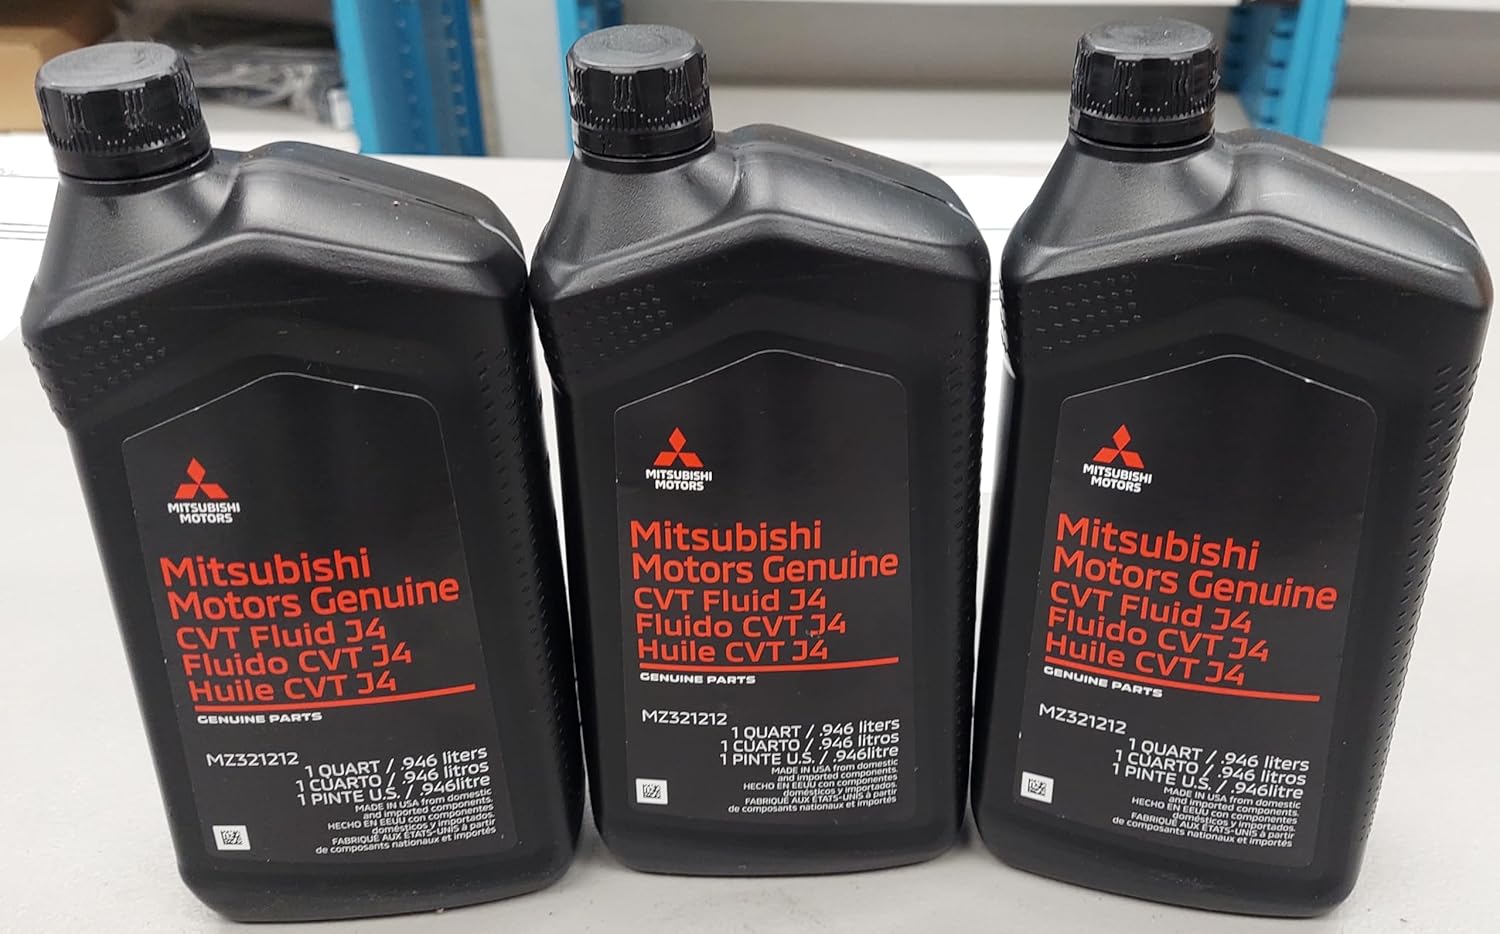 MITSUBISHI
MOTORS
Mitsubishi
Motors Genuine
CVT Fluid J4
Fluido CVT J4
Huile CVT J4
GENUINE PARTS
MZ321212
1 QUART / .946 liters
1 CUARTO / .946 litros
1 PINTE U.S. / .946litre
MADE IN USA from domestic
and imported components.
HECHO EN EEUU con componentes
domésticos y importados.
FABRIQUÉ AUX ÉTATS-UNIS à partir
de composants nationaux et importés
MITSUBISHI
MOTORS
Mitsubishi
Motors Genuine
CVT Fluid J4
Fluido CVT J4
Huile CVT J4
GENUINE PARTS
MZ321212
1 QUART / .946 liters
1 CUARTO / .946 litros
1 PINTE U.S. / .946litre
MADE IN USA from domestic
and imported components.
HECHO EN EEUU con componentes
domésticos y importados.
FABRIQUÉ AUX ÉTATS-UNIS à partir
de composants nationaux et importés
MITSUBISHI
MOTORS
Mitsubishi
Motors Genuine
CVT Fluid J4
Fluido CVT J4
Huile CVT J4
GENUINE PARTS
MZ321212
1 QUART / .946 liters
1 CUARTO / .946 litros
1 PINTE U.S. / .946litre
MADE IN USA from domestic
and imported components.
HECHO EN EEUU con componentes
domésticos y importados.
FABRIQUÉ AUX ÉTATS-UNIS à partir
de composants nationaux et importés